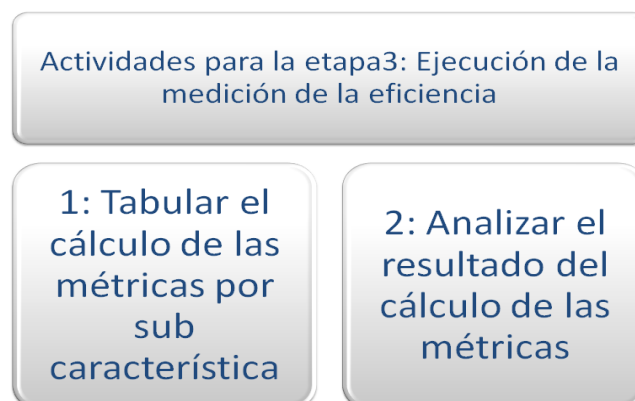 Actividades para la etapa3: Ejecución de la
medición de la eficiencia
1: Tabular el
cálculo de las
métricas por
sub
característica
2: Analizar el
resultado del
cálculo de las
métricas